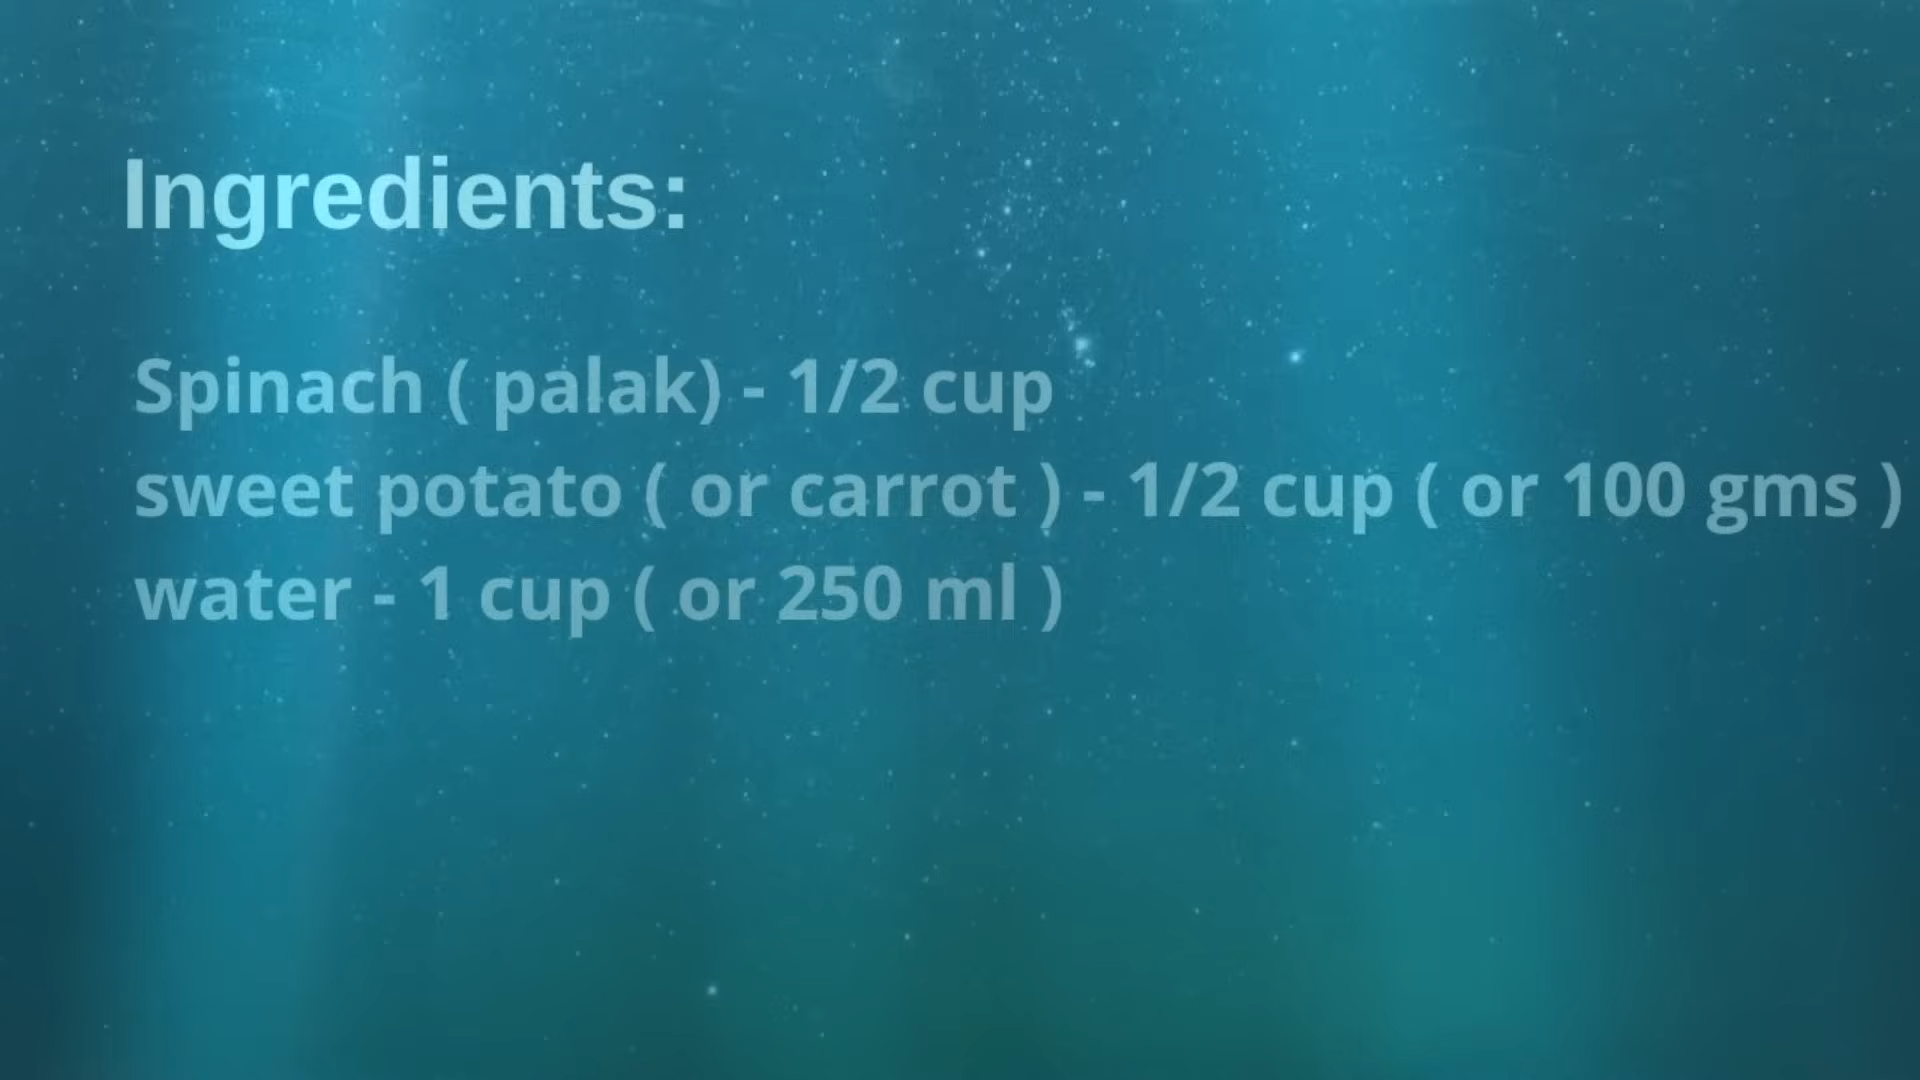 Ingredients:
Spinach ( palak) - 1/2 cup
sweet potato ( or carrot ) - 1/2 cup ( or 100 gms )
water - 1 cup ( or 250 ml )